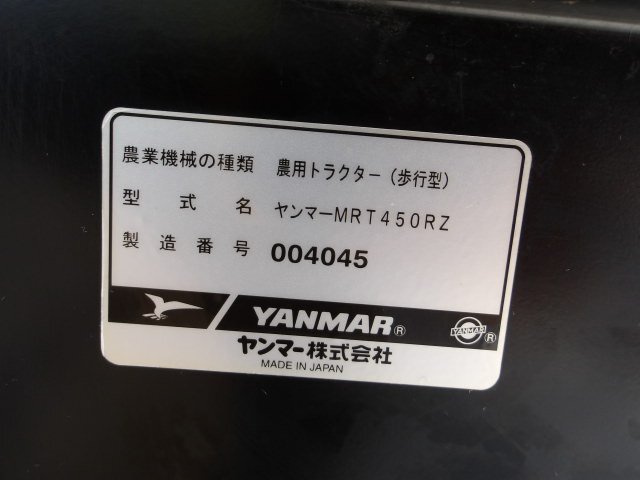 農業機械の種類 農用トラクター(歩行型)
型式名 ヤンマーMRT450RZ
製造番号 004045
YANMAR® YANMAR ®
ヤンマー株式会社
MADE IN JAPAN